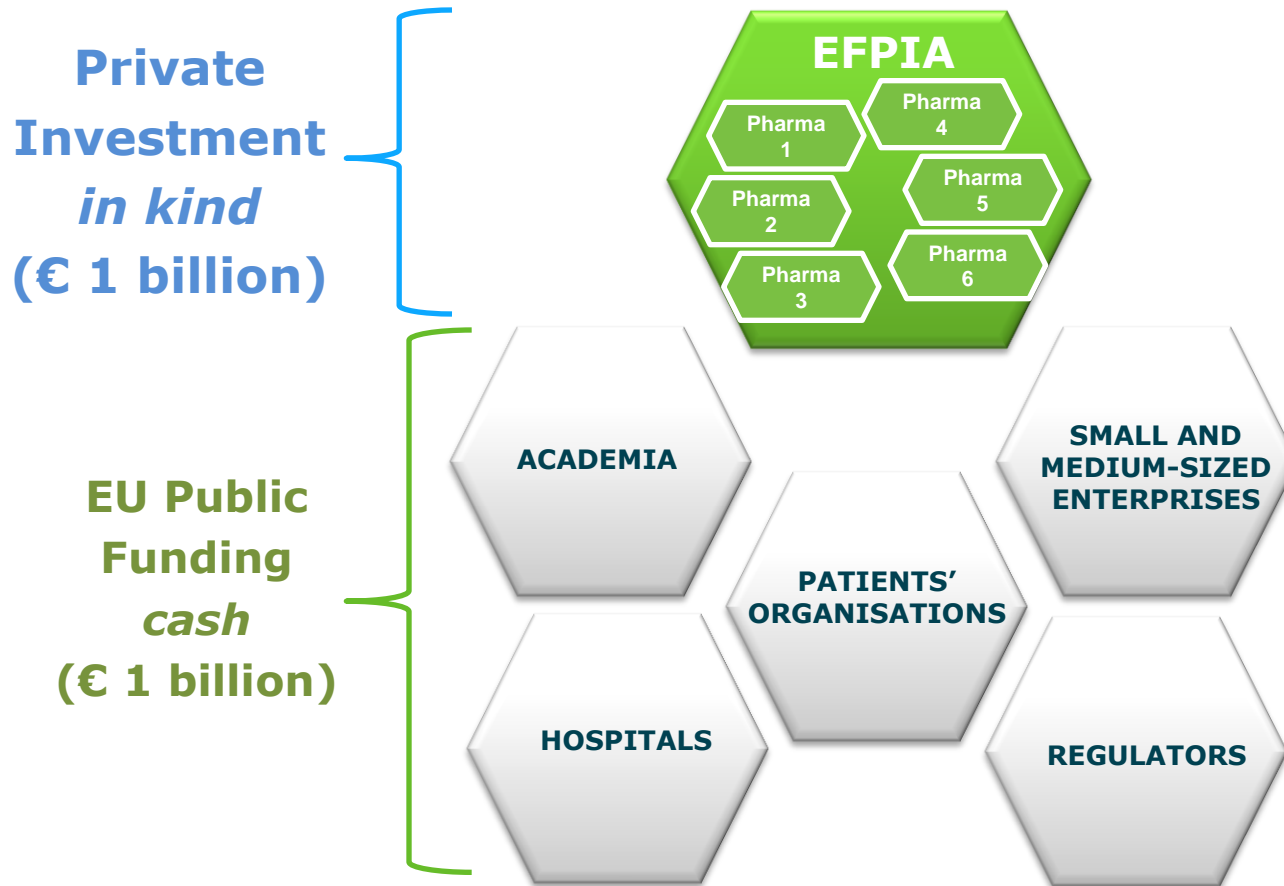 Private
Investment
in kind
(€ 1 billion)
EFPIA
Pharma
1
Pharma
2
Pharma
3
Pharma
4
Pharma
5
Pharma
6
EU Public
Funding
cash
(€ 1 billion)
ACADEMIA
SMALL AND
MEDIUM-SIZED
ENTERPRISES
PATIENTS’
ORGANISATIONS
HOSPITALS
REGULATORS